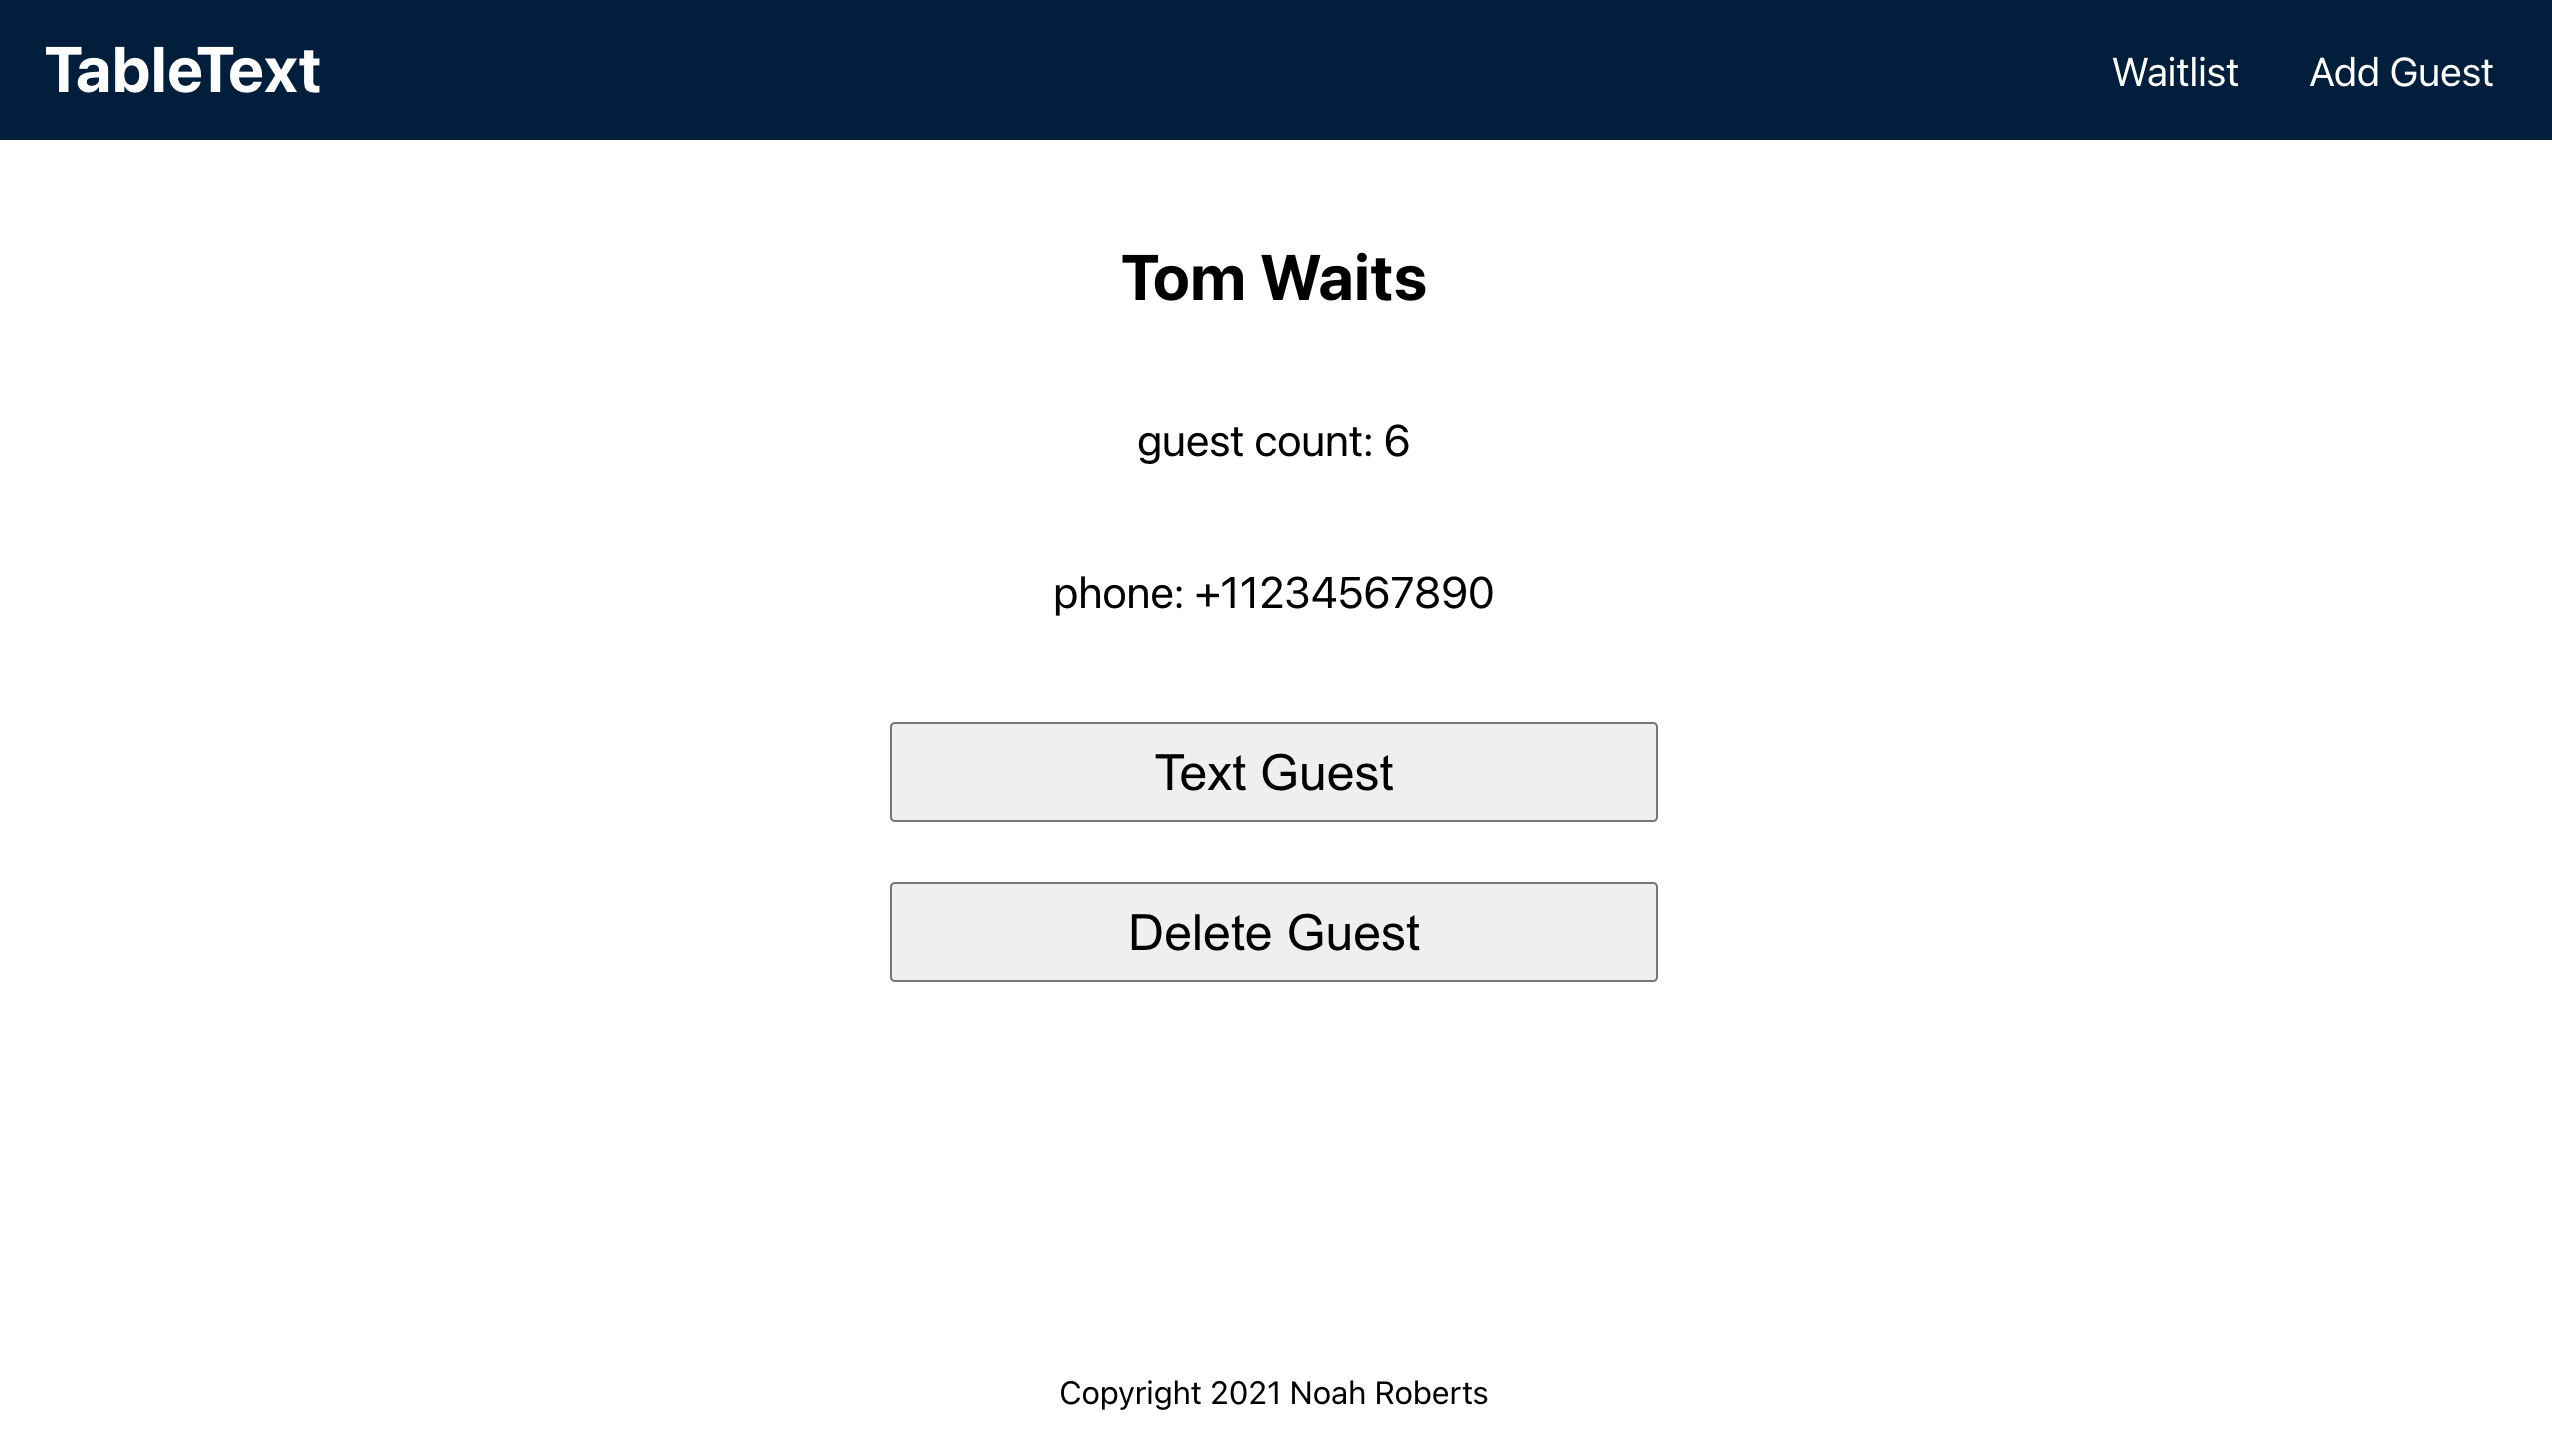 TableText
Waitlist
Add Guest
Tom Waits
guest count: 6
phone: +11234567890
Text Guest
Delete Guest
Copyright 2021 Noah Roberts